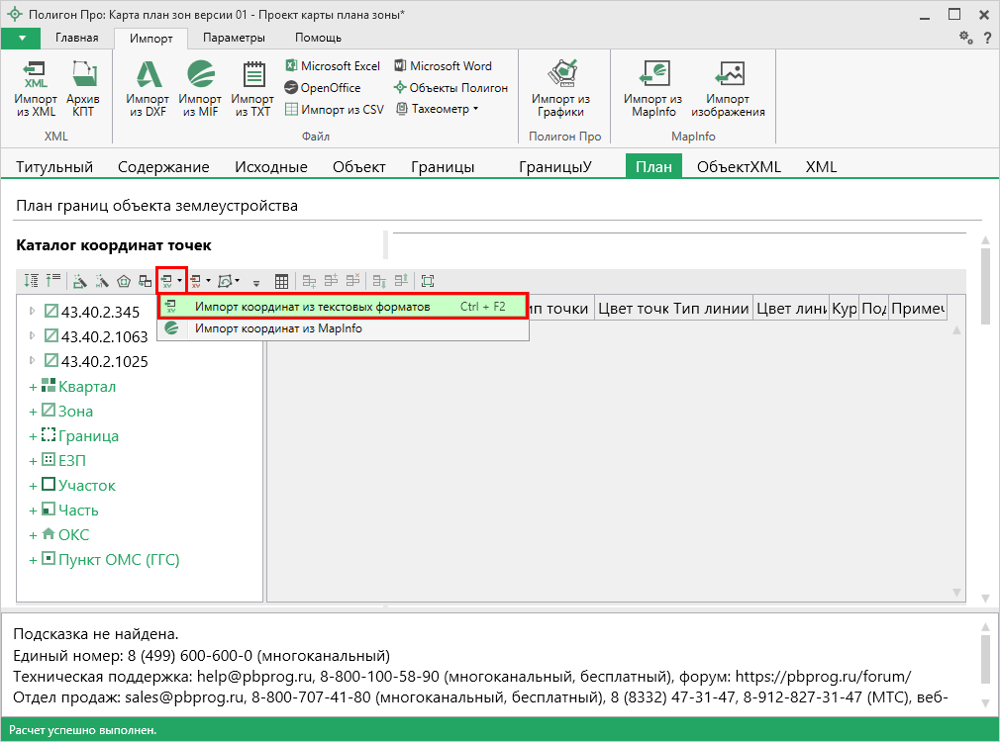 Полигон Про: Карта план зон версии 01 - Проект карты плана зоны*
Главная Импорт Параметры Помощь
?
XML Microsoft Excel Microsoft Word
OpenOffice Объекты Полигон
Импорт из CSV Тахеометр
Импорт из XML Архив КПТ Импорт из DXF Импорт из MIF Импорт из TXT Импорт из Графики Импорт из MapInfo Импорт изображения
XML Файл Полигон Про MapInfo
Титульный Содержание Исходные Объект Границы ГраницыУ План ОбъектXML XML
План границ объекта землеустройства
Каталог координат точек
XY XY
XY Импорт координат из текстовых форматов Ctrl + F2
Импорт координат из MapInfo
ип точки Цвет точк Тип линии Цвет лини Кур Под Примеч
43.40.2.345
43.40.2.1063
43.40.2.1025
+ Квартал
+ Зона
+ Граница
+ ЕЗП
+ Участок
+ Часть
+ ОКС
+ Пункт ОМС (ГГС)
Подсказка не найдена.
Единый номер: 8 (499) 600-600-0 (многоканальный)
Техническая поддержка: help@pbprog.ru, 8-800-100-58-90 (многоканальный, бесплатный), форум: https://pbprog.ru/forum/
Отдел продаж: sales@pbprog.ru, 8-800-707-41-80 (многоканальный, бесплатный), 8 (8332) 47-31-47, 8-912-827-31-47 (МТС), веб-
Расчет успешно выполнен.